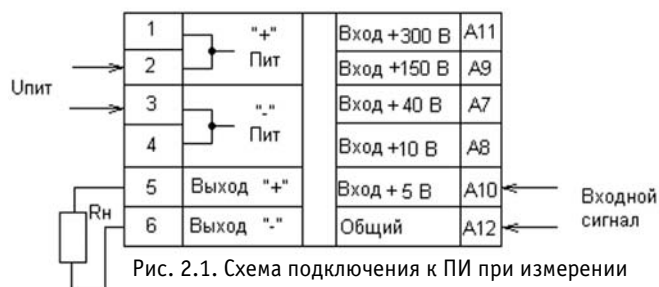 1 "+" Вход +300 В A11
2 Пит Вход +150 В A9
Uпит
3 "-" Вход + 40 В A7
4 Пит Вход +10 В A8
5 Выход "+" Вход + 5 В A10
Входной
Rн
6 Выход "-" Общий A12
сигнал
Рис. 2.1. Схема подключения к ПИ при измерении